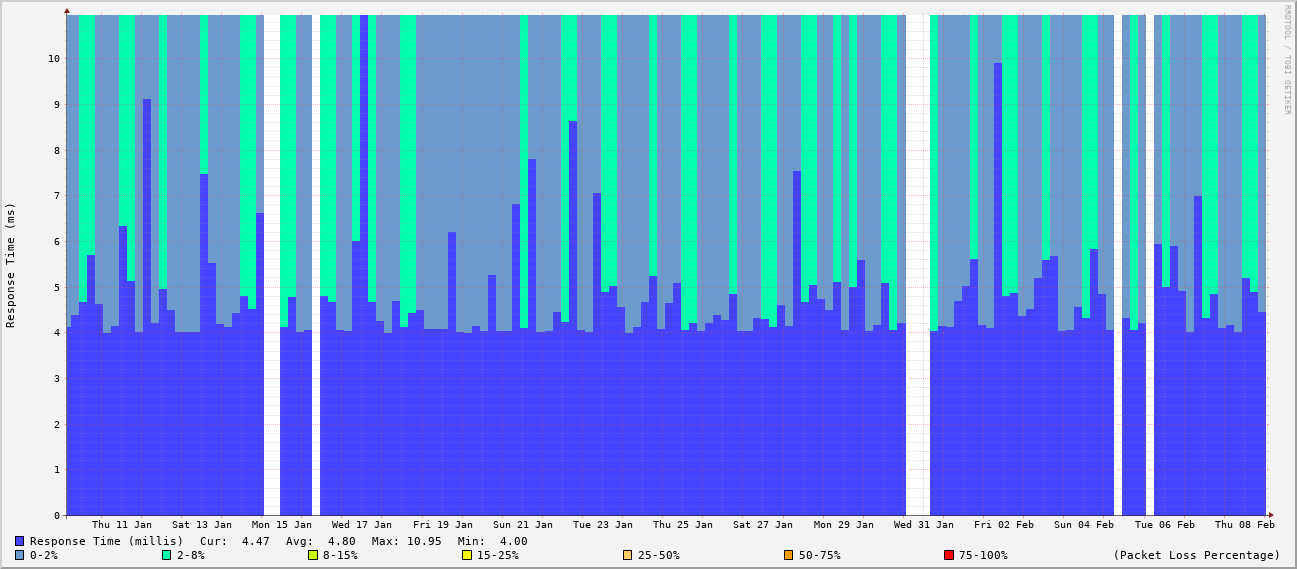 RRDTOOL / TOBI OETIKER
Response Time (ms)
10
9
8
7
6
5
4
3
2
1
0
Thu 11 Jan Sat 13 Jan Mon 15 Jan Wed 17 Jan Fri 19 Jan Sun 21 Jan Tue 23 Jan Thu 25 Jan Sat 27 Jan Mon 29 Jan Wed 31 Jan Fri 02 Feb Sun 04 Feb Tue 06 Feb Thu 08 Feb
Response Time (millis) Cur: 4.47 Avg: 4.80 Max: 10.95 Min: 4.00
0-2% 2-8% 8-15% 15-25% 25-50% 50-75% 75-100% (Packet Loss Percentage)